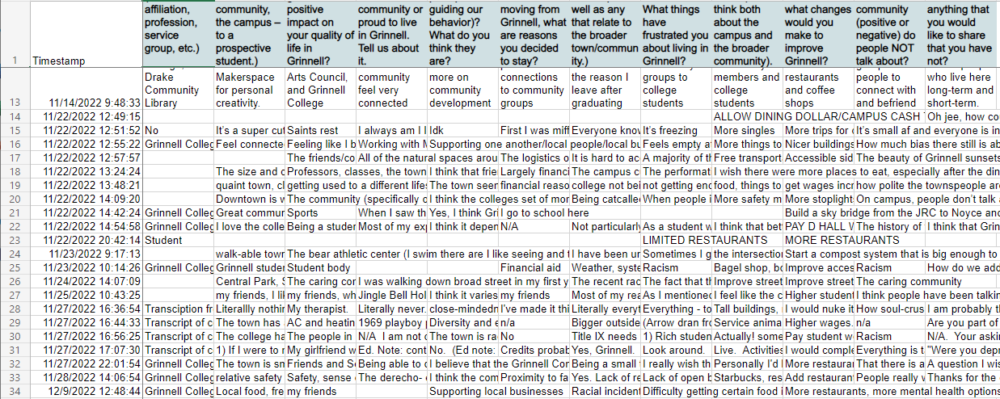 affiliation,
profession,
service
group, etc.)
community,
the campus –
to a
prospective
student.)
positive
impact on
your quality of
life in
Grinnell?
community or
proud to live
in Grinnell.
Tell us about
it.
guiding our
behavior)?
What do you
think they
are?
moving from
Grinnell, what
are reasons
you decided
to stay?
well as any
that relate to
the broader
town/commun
ity.)
What things
have
frustrated you
about living in
Grinnell?
think both
about the
campus and
the broader
community).
what changes
would you
make to
improve
Grinnell?
community
(positive or
negative) do
people NOT
talk about?
anything that
you would
like to share
that you have
not?
1 Timestamp
13 11/14/2022 9:48:33
Drake
Community
Library
Makerspace
for personal
creativity.
Arts Council,
and Grinnell
College
community
feel very
connected
more on
community
development
connections
to community
groups
the reason I
leave after
graduating
groups to
college
students
members and
college
students
restaurants
and coffee
shops
people to
connect with
and befriend
who live here
long-term and
short-term.
14 11/22/2022 12:49:15 ALLOW DINING DOLLAR/CAMPUS CASH Oh jee, how co
15 11/22/2022 12:51:52 No It's a super cut Saints rest I always am I l Idk First I was miff Everyone know It's freezing More singles More trips for It's small af and everyone is in
16 11/22/2022 12:55:22 Grinnell Colleg Feel connecte Feeling like I b Working with M Supporting one another/local people/local bu Feels empty a More things to Nicer buildings How much bias there still is ab
17 11/22/2022 12:57:57 The friends/co All of the natural spaces arou The logistics o It is hard to ac A majority of th Free transport Accessible sid The beauty of Grinnell sunsets
18 11/22/2022 13:24:24 The size and c Professors, classes, the town I think that frie Largely financi The campus c The performat I wish there were more places to eat, especially after the din
19 11/22/2022 13:48:21 quaint town, cl getting used to a different life The town seen financial reaso college not bei not getting eno food, things to get wages incr how polite the townspeople are
20 11/22/2022 14:09:20 Downtown is v The community (specifically o I think the colleges set of mor Being catcalle When people i More safety m More stoplight On campus, people don't talk
21 11/22/2022 14:42:24 Grinnell Colleg Great commun Sports When I saw th Yes, I think Gri I go to school here Build a sky bridge from the JRC to Noyce and
22 11/22/2022 14:54:58 Grinnell Colleg I love the colle Being a studer Most of my exp I think it depen N/A Not particularly As a student w I think that bet PAY D HALL W The history of I think that Grin
23 11/22/2022 20:42:14 Student LIMITED RESTAURANTS MORE RESTAURANTS
24 11/23/2022 9:17:13 walk-able town The bear athletic center (I swim there and I like seeing and I have been ur Sometimes I g the intersection Start a compost system that is big enough to
25 11/23/2022 10:14:26 Grinnell Colleg Grinnell studer Student body Financial aid Weather, syste Racism Bagel shop, bo Improve acces Racism How do we add
26 11/24/2022 14:07:09 Central Park, S The caring cor I was walking down broad street in my first y The recent rac The fact that th Improve street Improve street The caring community
27 11/25/2022 10:43:25 my friends, I li my friends, wh Jingle Bell Hol I think it varies my friends Most of my rea As I mentioned I feel like the c Higher student I think people have been talkin
28 11/27/2022 16:36:54 Transciption fr Literallly nothin My therapist. Literally never. close-mindedn I've made it thi Literally everyt Everything - to Tall buildings, I would nuke it How soul-crus I am probably th
29 11/27/2022 16:44:33 Transcript of c The town has AC and heatin 1969 playboy Diversity and e n/a Bigger outside (Arrow dran fro Service anima Higher wages. n/a Are you part of
30 11/27/2022 16:56:25 Transcript of c The college ha The people in N/A I am not The town is ra No Title IX needs 1) Rich studen Actually! some Pay student w Racism N/A. Your askin
31 11/27/2022 17:07:30 Transcript of c 1) If I were to r My girlfriend w Ed. Note: cont No. (Ed note: Credits probab Yes, Grinnell. Look around. Live. Activities I would comple Everything is t "Were you dep
32 11/27/2022 22:01:54 Grinnell Colleg The town is sn Friends and So Being able to I believe that the Grinnell Cor Being a small I really wish th Personally I'd More restaura That there is a A question I wis
33 11/28/2022 14:06:54 Grinnell Colleg relative safety Safety, sense The derecho- I think the com Proximity to fa Yes. Lack of re Lack of open b Starbucks, res Add restauran People really Thanks for the
34 12/9/2022 12:48:44 Grinnell Colleg Local food, fre my friends Supporting local businesses Racial incident Difficulty getting certain food i More restaurants, more mental health options